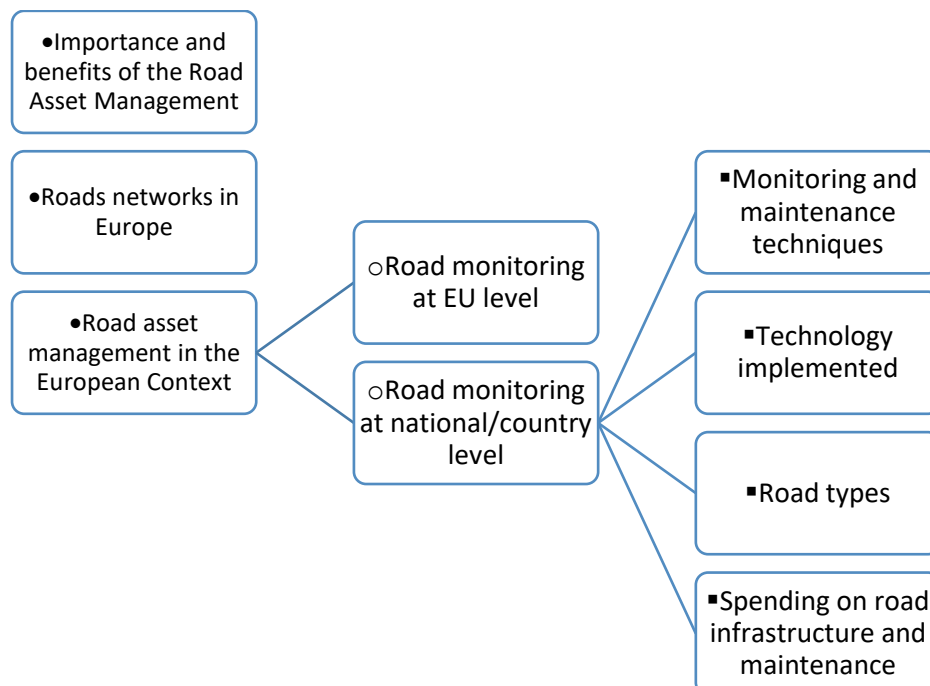 •Importance and
benefits of the Road
Asset Management
•Roads networks in
Europe
•Road asset
management in the
European Context
○Road monitoring
at EU level
○Road monitoring
at national/country
level
▪Monitoring and
maintenance
techniques
▪Technology
implemented
▪Road types
▪Spending on road
infrastructure and
maintenance